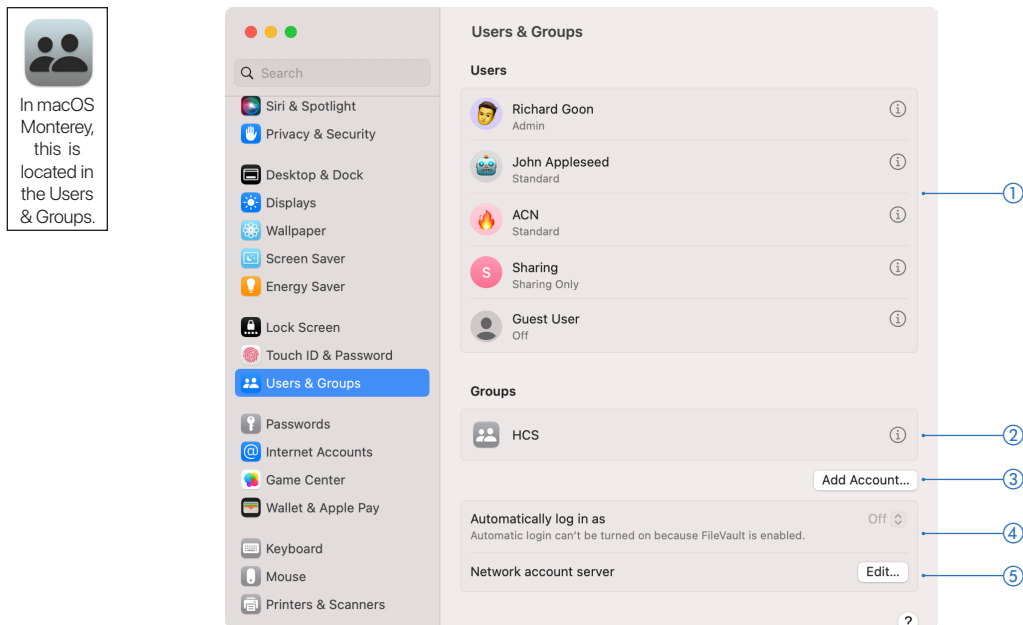 In macOS
Monterey,
this is
located in
the Users
& Groups.
Search
Siri & Spotlight
Privacy & Security
Desktop & Dock
Displays
Wallpaper
Screen Saver
Energy Saver
Lock Screen
Touch ID & Password
Users & Groups
Passwords
Internet Accounts
Game Center
Wallet & Apple Pay
Keyboard
Mouse
Printers & Scanners
Users & Groups
Users
Richard Goon
Admin
John Appleseed
Standard
ACN
Standard
S
Sharing
Sharing Only
Guest User
Off
1
Groups
HCS
2
Add Account...
3
Automatically log in as
Off
Automatic login can't be turned on because FileVault is enabled.
4
Network account server
Edit...
5
?